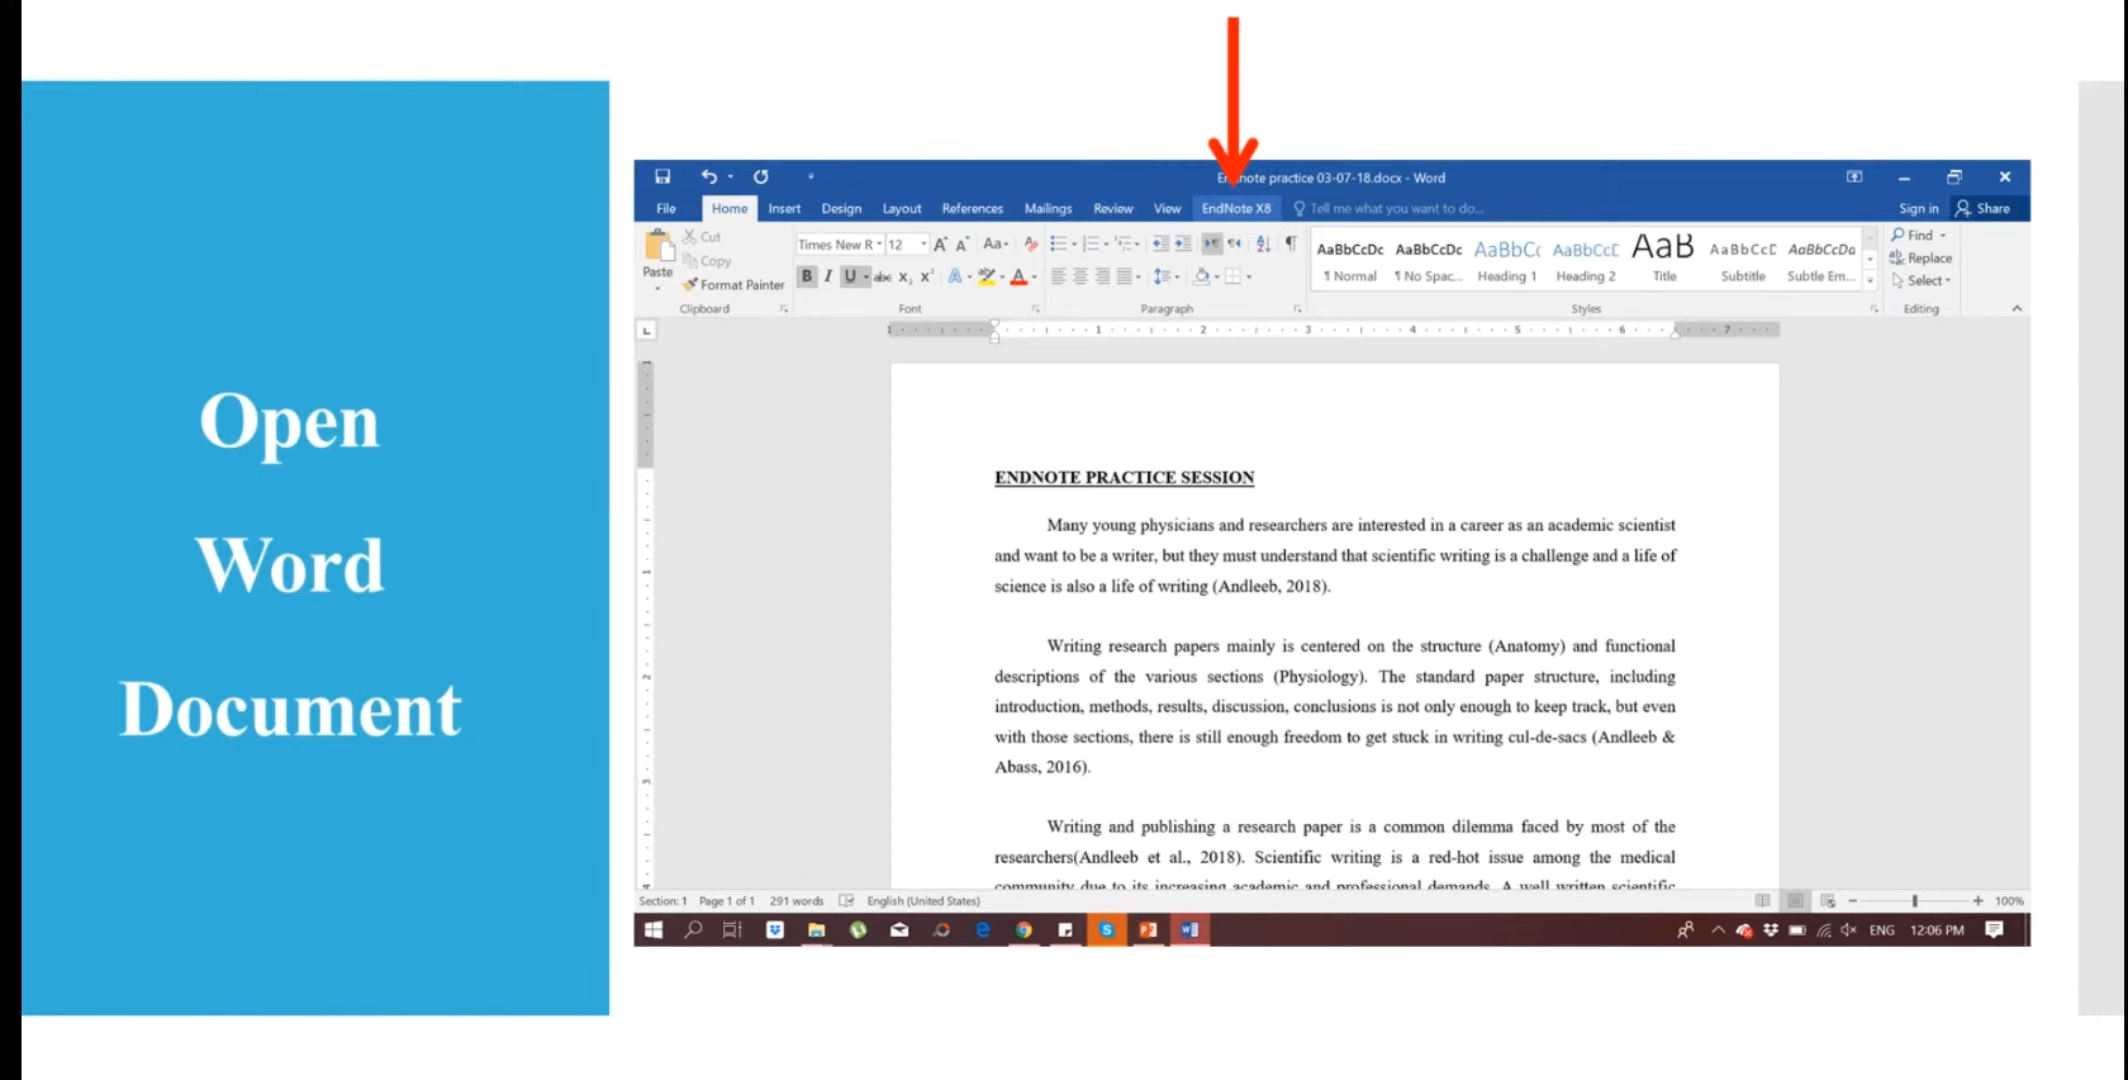 Open
Word
Document
Endnote practice 03-07-18.docx - Word
File Home Insert Design Layout References Mailings Review View EndNote X8 Tell me what you want to do... Sign in Share
Paste
Cut
Copy
Format Painter
Clipboard
Times New R 12 Aa
B I U abc X, X² A ab A
Font
Paragraph
AaBbCcDc AaBbCcDc AaBbC( AaBbCcD AaB AaBbCcD AaBbCcDa
¶ Normal ¶ No Spac... Heading 1 Heading 2 Title Subtitle Subtle Em...
Styles
Find
Replace
Select
Editing
1 1 2 3 4 5 6 7
ENDNOTE PRACTICE SESSION
Many young physicians and researchers are interested in a career as an academic scientist
and want to be a writer, but they must understand that scientific writing is a challenge and a life of
science is also a life of writing (Andleeb, 2018).
Writing research papers mainly is centered on the structure (Anatomy) and functional
descriptions of the various sections (Physiology). The standard paper structure, including
introduction, methods, results, discussion, conclusions is not only enough to keep track, but even
with those sections, there is still enough freedom to get stuck in writing cul-de-sacs (Andleeb &
Abass, 2016).
Writing and publishing a research paper is a common dilemma faced by most of the
researchers(Andleeb et al., 2018). Scientific writing is a red-hot issue among the medical
community due to its increasing academic and professional demands. A well written scientific
Section: 1 Page 1 of 1 291 words English (United States) 100%
ENG 12:06 PM